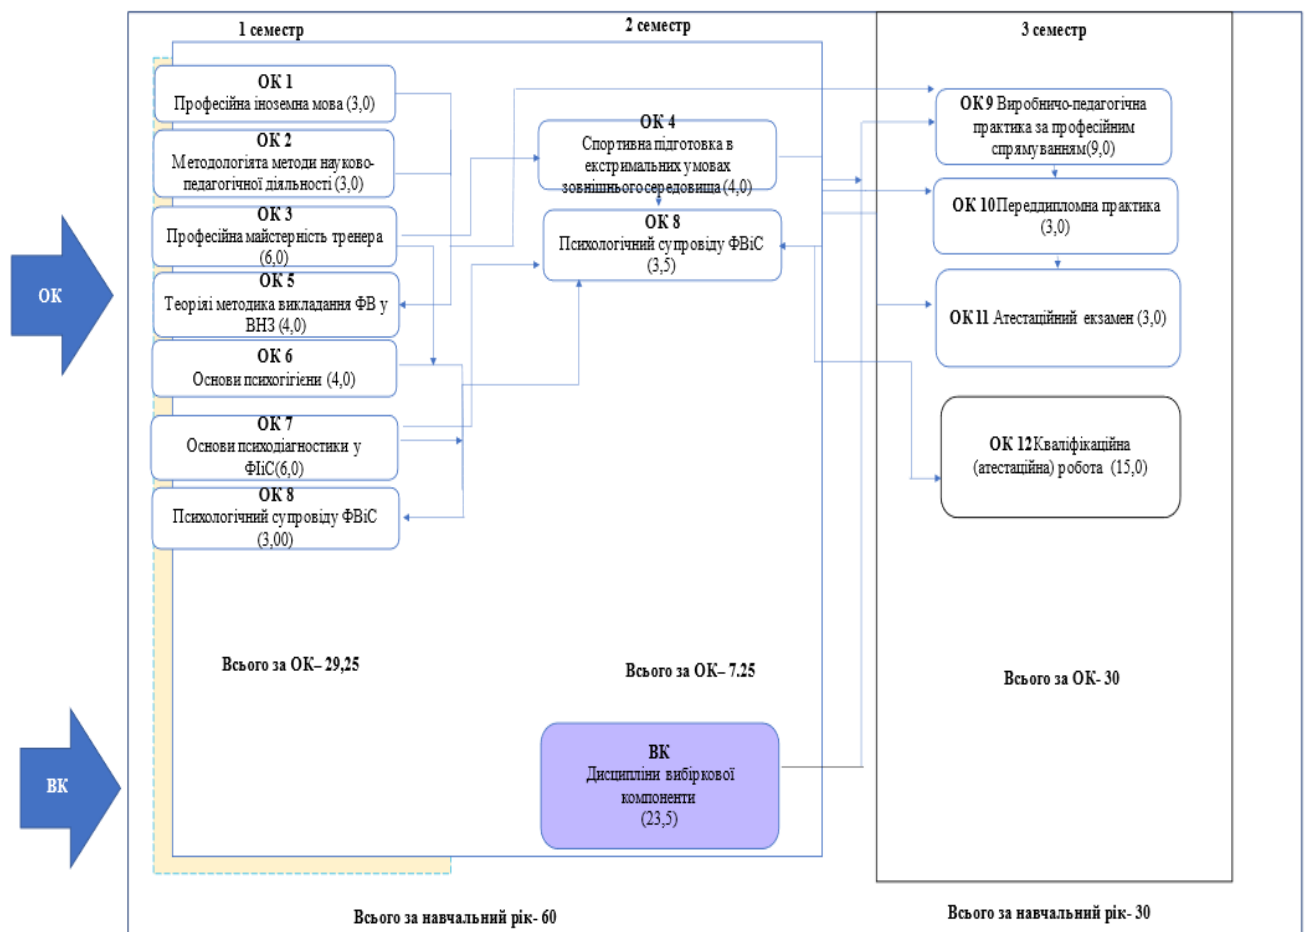 1 семестр
2 семестр
3 семестр
ОК 1
Професійна іноземна мова (3,0)
ОК 2
Методологіята методи науково-
педагогічної діяльності (3,0)
ОК 3
Професійна майстерність тренера
(6,0)
ОК 5
Теоріяі методика викладання ФВ у
ВНЗ (4,0)
ОК 6
Основи психогігієни (4,0)
ОК 7
Основи психодіагностики у
ФІіС(6,0)
ОК 8
Психологічний супровіду ФВіС
(3,00)
ОК 4
Спортивна підготовка в
екстримальних умовах
зовнішньогосередовища (4,0)
ОК 8
Психологічний супровіду ФВіС
(3,5)
ОК 9 Виробничо-педагогічна
практика за професійним
спрямуванням(9,0)
ОК 10Переддипломна практика
(3,0)
ОК 11 Атестаційний екзамен (3,0)
ОК 12Кваліфікаційна
(атестаційна) робота (15,0)
ОК
Всього за ОК– 29,25
Всього за ОК– 7.25
Всього за ОК- 30
ВК
ВК
Дисципліни вибіркової
компоненти
(23,5)
Всього за навчальний рік- 60
Всього за навчальний рік- 30